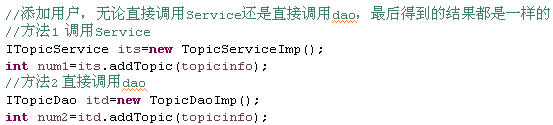 //添加用户，无论直接调用Service还是直接调用dao，最后得到的结果都是一样的
//方法1 调用Service
ITopicService its=new TopicServiceImp();
int num1=its.addTopic(topicinfo);
//方法2 直接调用dao
ITopicDao itd=new TopicDaoImp();
int num2=itd.addTopic(topicinfo);